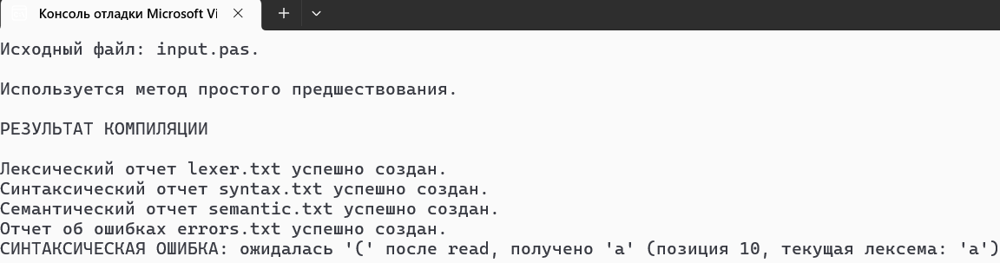 Консоль отладки Microsoft Vi
Исходный файл: input.pas.
Используется метод простого предшествования.
РЕЗУЛЬТАТ КОМПИЛЯЦИИ
Лексический отчет lexer.txt успешно создан.
Синтаксический отчет syntax.txt успешно создан.
Семантический отчет semantic.txt успешно создан.
Отчет об ошибках errors.txt успешно создан.
СИНТАКСИЧЕСКАЯ ОШИБКА: ожидалась '(' после read, получено 'a' (позиция 10, текущая лексема: 'a')